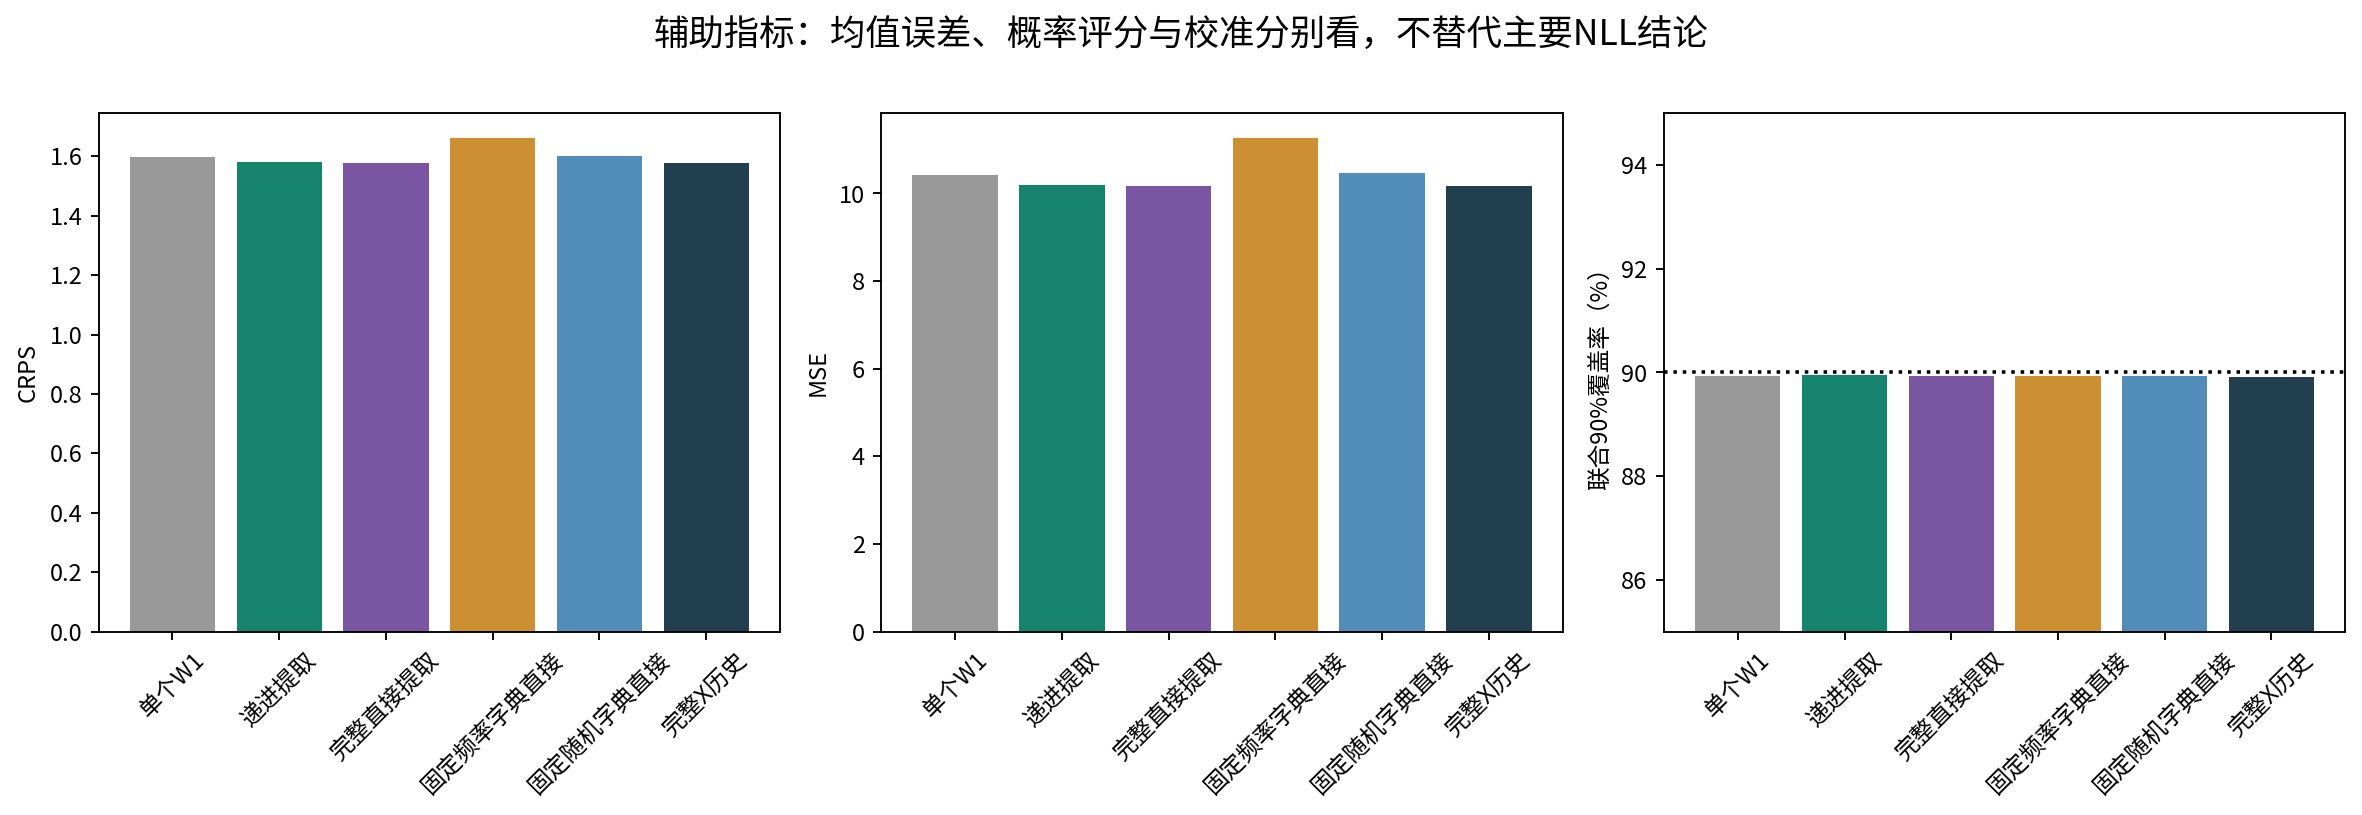 辅助指标：均值误差、概率评分与校准分别看，不替代主要NLL结论
CRPS
1.6
1.4
1.2
1.0
0.8
0.6
0.4
0.2
0.0
单个W1
递进提取
完整直接提取
固定频率字典直接
固定随机字典直接
完整X历史
MSE
10
8
6
4
2
0
单个W1
递进提取
完整直接提取
固定频率字典直接
固定随机字典直接
完整X历史
联合90%覆盖率（%）
94
92
90
88
86
单个W1
递进提取
完整直接提取
固定频率字典直接
固定随机字典直接
完整X历史